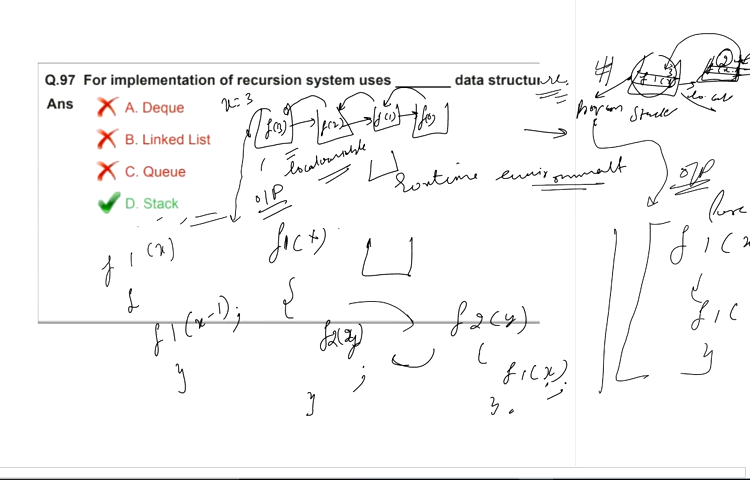 Q.97 For implementation of recursion system uses ______ data structure.
Ans
A. Deque
B. Linked List
C. Queue
D. Stack
x=3
f(3) f(2) f(1) f(0)
local variable
Runtime environment
O/P
program stack
local
O/P
f1(x)
{
f1(x-1);
}
f1(x)
{
f2(y)
;
}
f2(y)
{
f1(x);
}.
f1(x
{
f1(
}